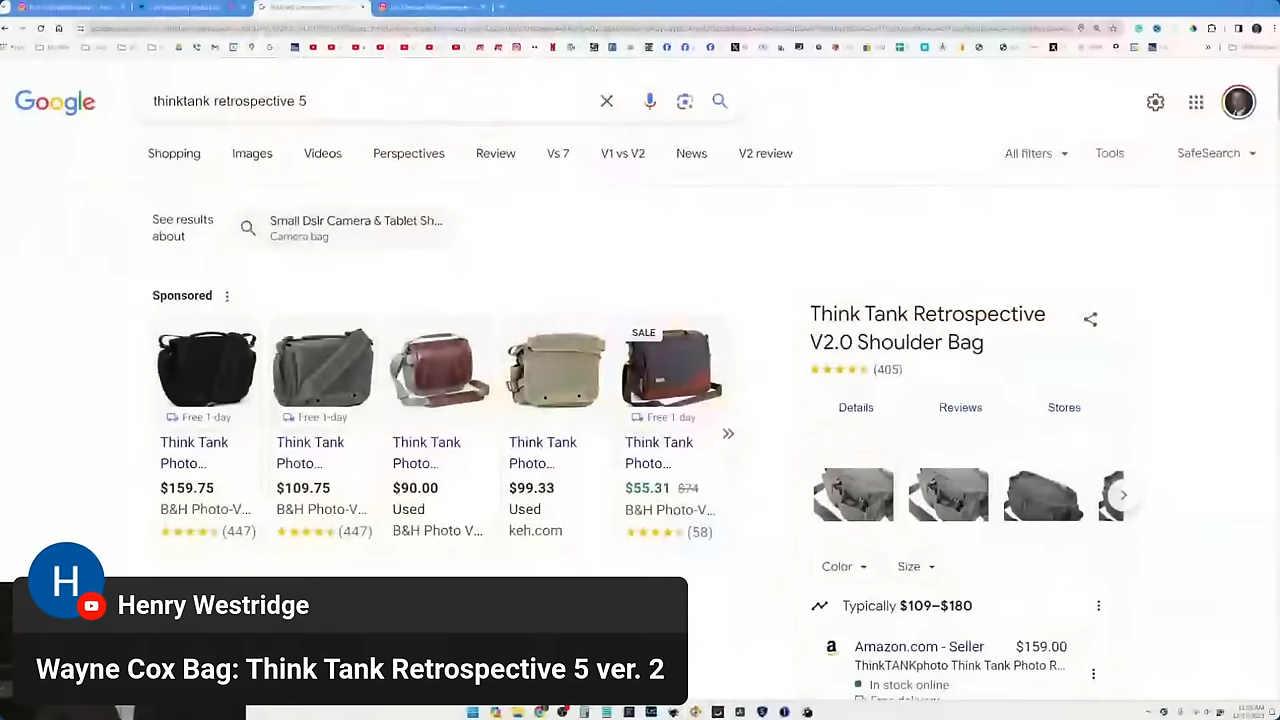 Google
thinktank retrospective 5
Shopping Images Videos Perspectives Review Vs 7 V1 vs V2 News V2 review All filters Tools SafeSearch
See results about
Small Dslr Camera & Tablet Sh...
Camera bag
Sponsored
SALE
Free 1-day Free 1-day Free 1-day
Think Tank Think Tank Think Tank Think Tank Think Tank
Photo... Photo... Photo... Photo... Photo...
$159.75 $109.75 $90.00 $99.33 $55.31 $74
B&H Photo-V... B&H Photo-V... Used Used B&H Photo-V...
(447) (447) B&H Photo V... keh.com (58)
Think Tank Retrospective
V2.0 Shoulder Bag
(405)
Details Reviews Stores
Color Size
Typically $109–$180
Amazon.com - Seller $159.00
ThinkTANKphoto Think Tank Photo R...
In stock online
Free delivery
H
Henry Westridge
Wayne Cox Bag: Think Tank Retrospective 5 ver. 2